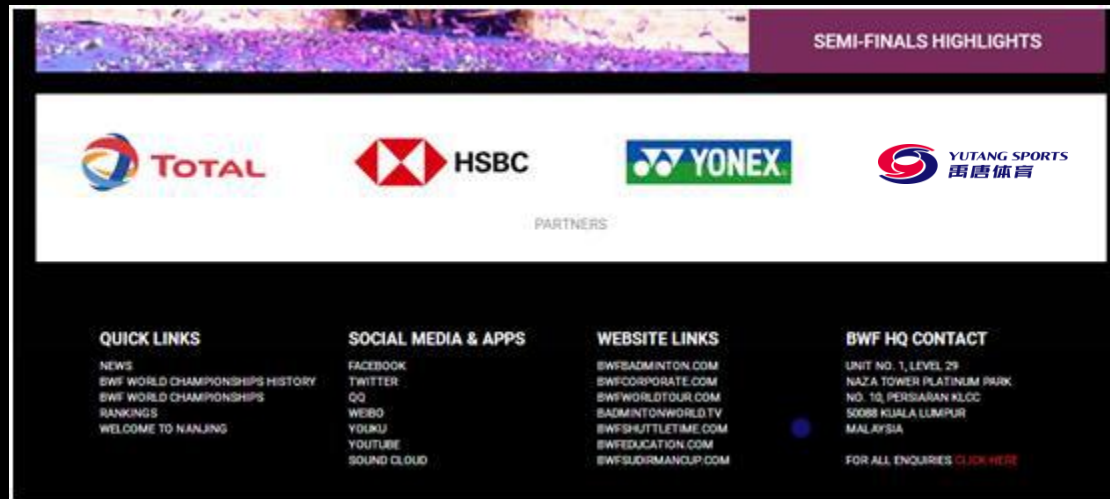 SEMI-FINALS HIGHLIGHTS
TOTAL
HSBC
YONEX
YUTANG SPORTS
禹唐体育
PARTNERS
QUICK LINKS
NEWS
BWF WORLD CHAMPIONSHIPS HISTORY
BWF WORLD CHAMPIONSHIPS
RANKINGS
WELCOME TO NANJING
SOCIAL MEDIA & APPS
FACEBOOK
TWITTER
QQ
WEIBO
YOUKU
YOUTUBE
SOUND CLOUD
WEBSITE LINKS
BWFBADMINTON.COM
BWFCORPORATE.COM
BWFWORLDTOUR.COM
BADMINTONWORLD.TV
BWFSHUTTLETIME.COM
BWFEDUCATION.COM
BWFSUDIRMANCUP.COM
BWF HQ CONTACT
UNIT NO. 1, LEVEL 29
NAZA TOWER PLATINUM PARK
NO. 10, PERSIARAN KLCC
50088 KUALA LUMPUR
MALAYSIA
FOR ALL ENQUIRIES CLICK HERE